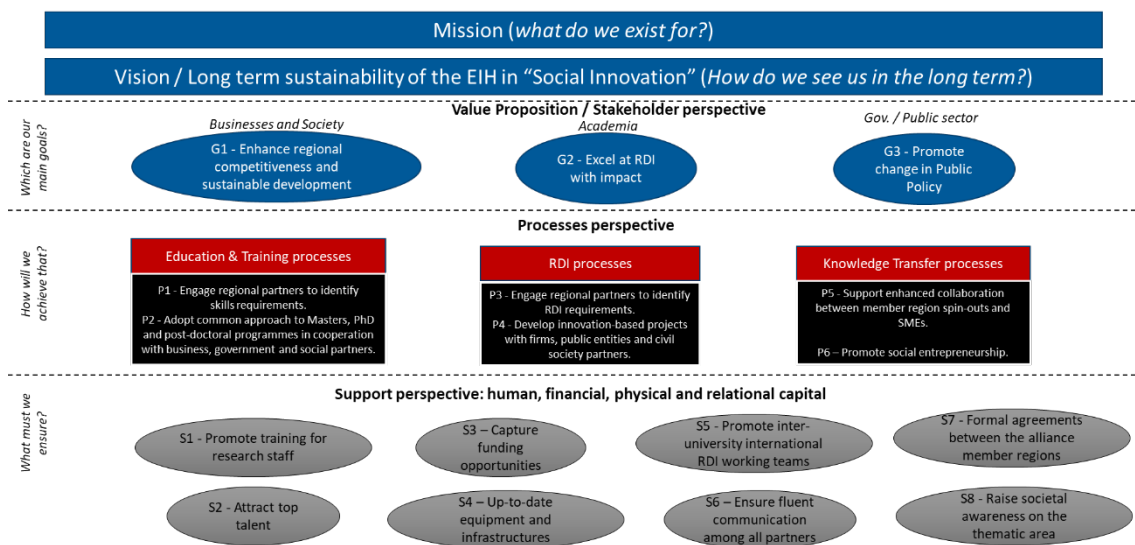 Mission (what do we exist for?)
Vision / Long term sustainability of the EIH in “Social Innovation” (How do we see us in the long term?)
Which are our
main goals?
Value Proposition / Stakeholder perspective
Businesses and Society
Academia
Gov. / Public sector
G1 - Enhance regional
competitiveness and
sustainable development
G2 - Excel at RDI
with impact
G3 - Promote
change in Public
Policy
How will we
achieve that?
Processes perspective
Education & Training processes
P1 - Engage regional partners to identify
skills requirements.
P2 - Adopt common approach to Masters, PhD
and post-doctoral programmes in cooperation
with business, government and social partners.
RDI processes
P3 - Engage regional partners to identify
RDI requirements.
P4 - Develop innovation-based projects
with firms, public entities and civil
society partners.
Knowledge Transfer processes
P5 - Support enhanced collaboration
between member region spin-outs and
SMEs.
P6 – Promote social entrepreneurship.
What must we
ensure?
Support perspective: human, financial, physical and relational capital
S1 - Promote training for
research staff
S3 – Capture
funding
opportunities
S5 - Promote inter-
university international
RDI working teams
S7 - Formal agreements
between the alliance
member regions
S2 - Attract top
talent
S4 – Up-to-date
equipment and
infrastructures
S6 – Ensure fluent
communication
among all partners
S8 - Raise societal
awareness on the
thematic area